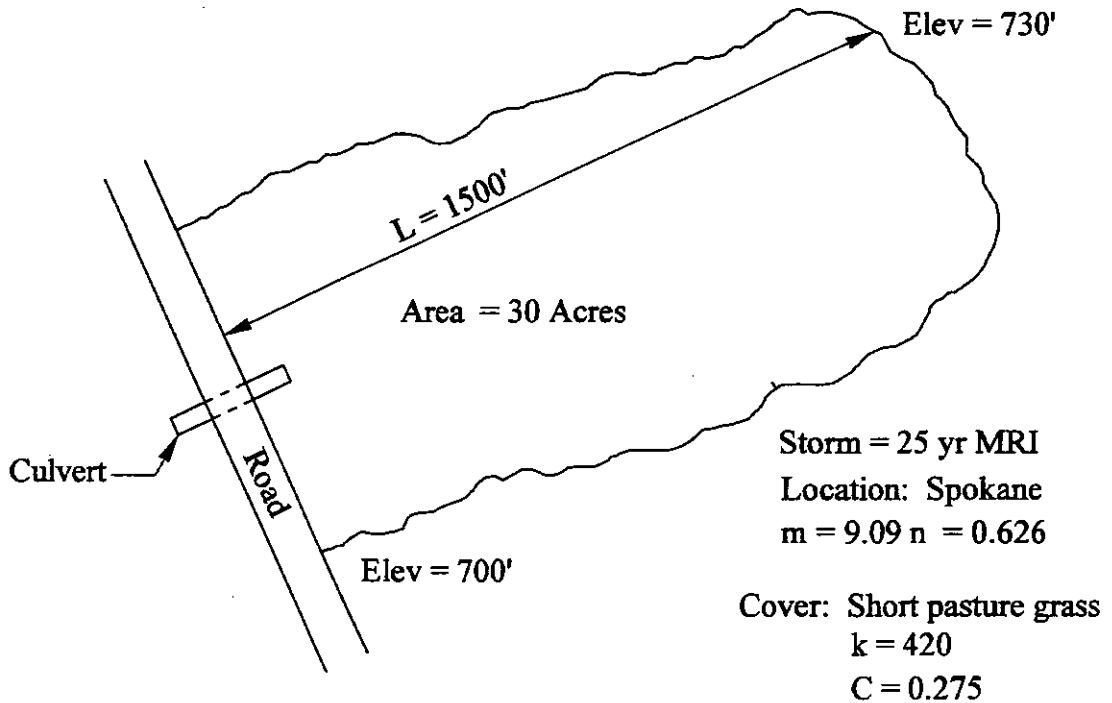 Elev = 730'
L = 1500'
Area = 30 Acres
Culvert
Road
Elev = 700'
Storm = 25 yr MRI
Location: Spokane
m = 9.09 n = 0.626
Cover: Short pasture grass
k = 420
C = 0.275